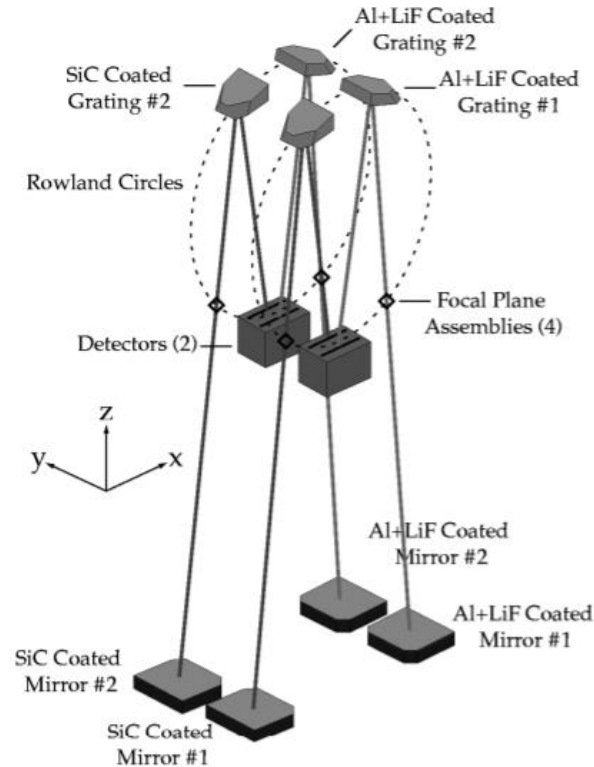 Al+LiF Coated
Grating #2
SiC Coated
Grating #2
Al+LiF Coated
Grating #1
Rowland Circles
Focal Plane
Assemblies (4)
Detectors (2)
z
y
x
Al+LiF Coated
Mirror #2
Al+LiF Coated
Mirror #1
SiC Coated
Mirror #2
SiC Coated
Mirror #1